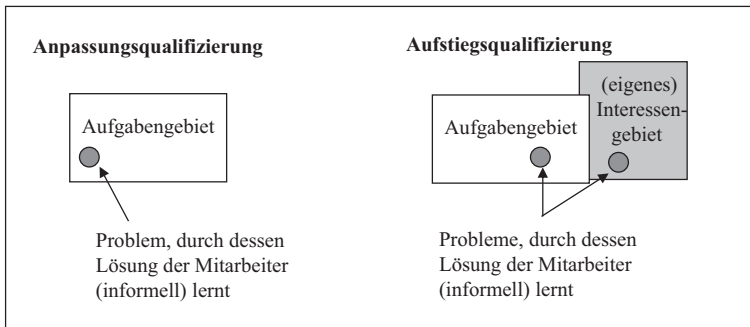 Anpassungsqualifizierung
Aufgabengebiet
Problem, durch dessen
Lösung der Mitarbeiter
(informell) lernt
Aufstiegsqualifizierung
(eigenes)
Interessen-
gebiet
Aufgabengebiet
Probleme, durch dessen
Lösung der Mitarbeiter
(informell) lernt